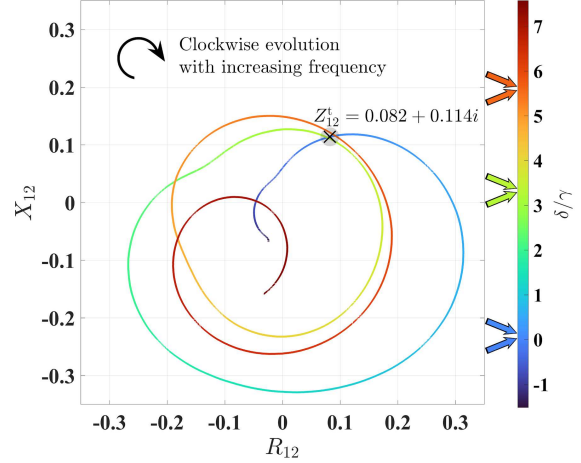 Clockwise evolution
with increasing frequency
Z₁₂ᵗ = 0.082 + 0.114i
X₁₂
0.3
0.2
0.1
0
-0.1
-0.2
-0.3
-0.3 -0.2 -0.1 0 0.1 0.2 0.3
R₁₂
7
6
5
4
3
2
1
0
-1
δ/γ